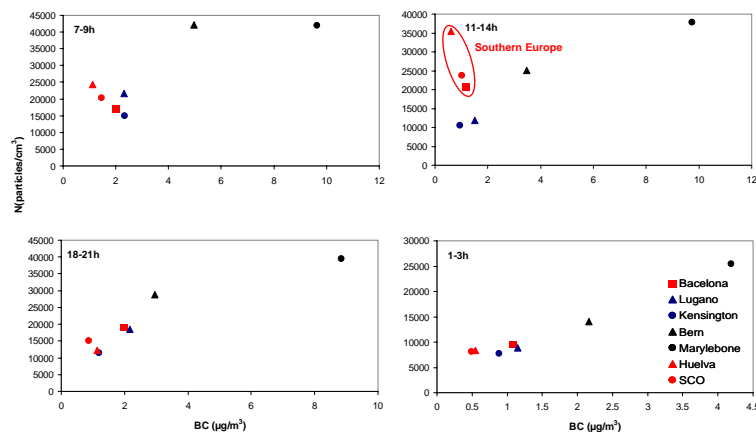 7-9h
45000
40000
35000
30000
25000
20000
15000
10000
5000
0
0 2 4 6 8 10 12
N(particles/cm³)
11-14h
Southern Europe
45000
40000
35000
30000
25000
20000
15000
10000
5000
0
0 2 4 6 8 10 12
18-21h
45000
40000
35000
30000
25000
20000
15000
10000
5000
0
0 2 4 6 8 10
BC (µg/m³)
1-3h
30000
25000
20000
15000
10000
5000
0
0 0.5 1 1.5 2 2.5 3 3.5 4 4.5
BC (µg/m³)
Bacelona
Lugano
Kensington
Bern
Marylebone
Huelva
SCO